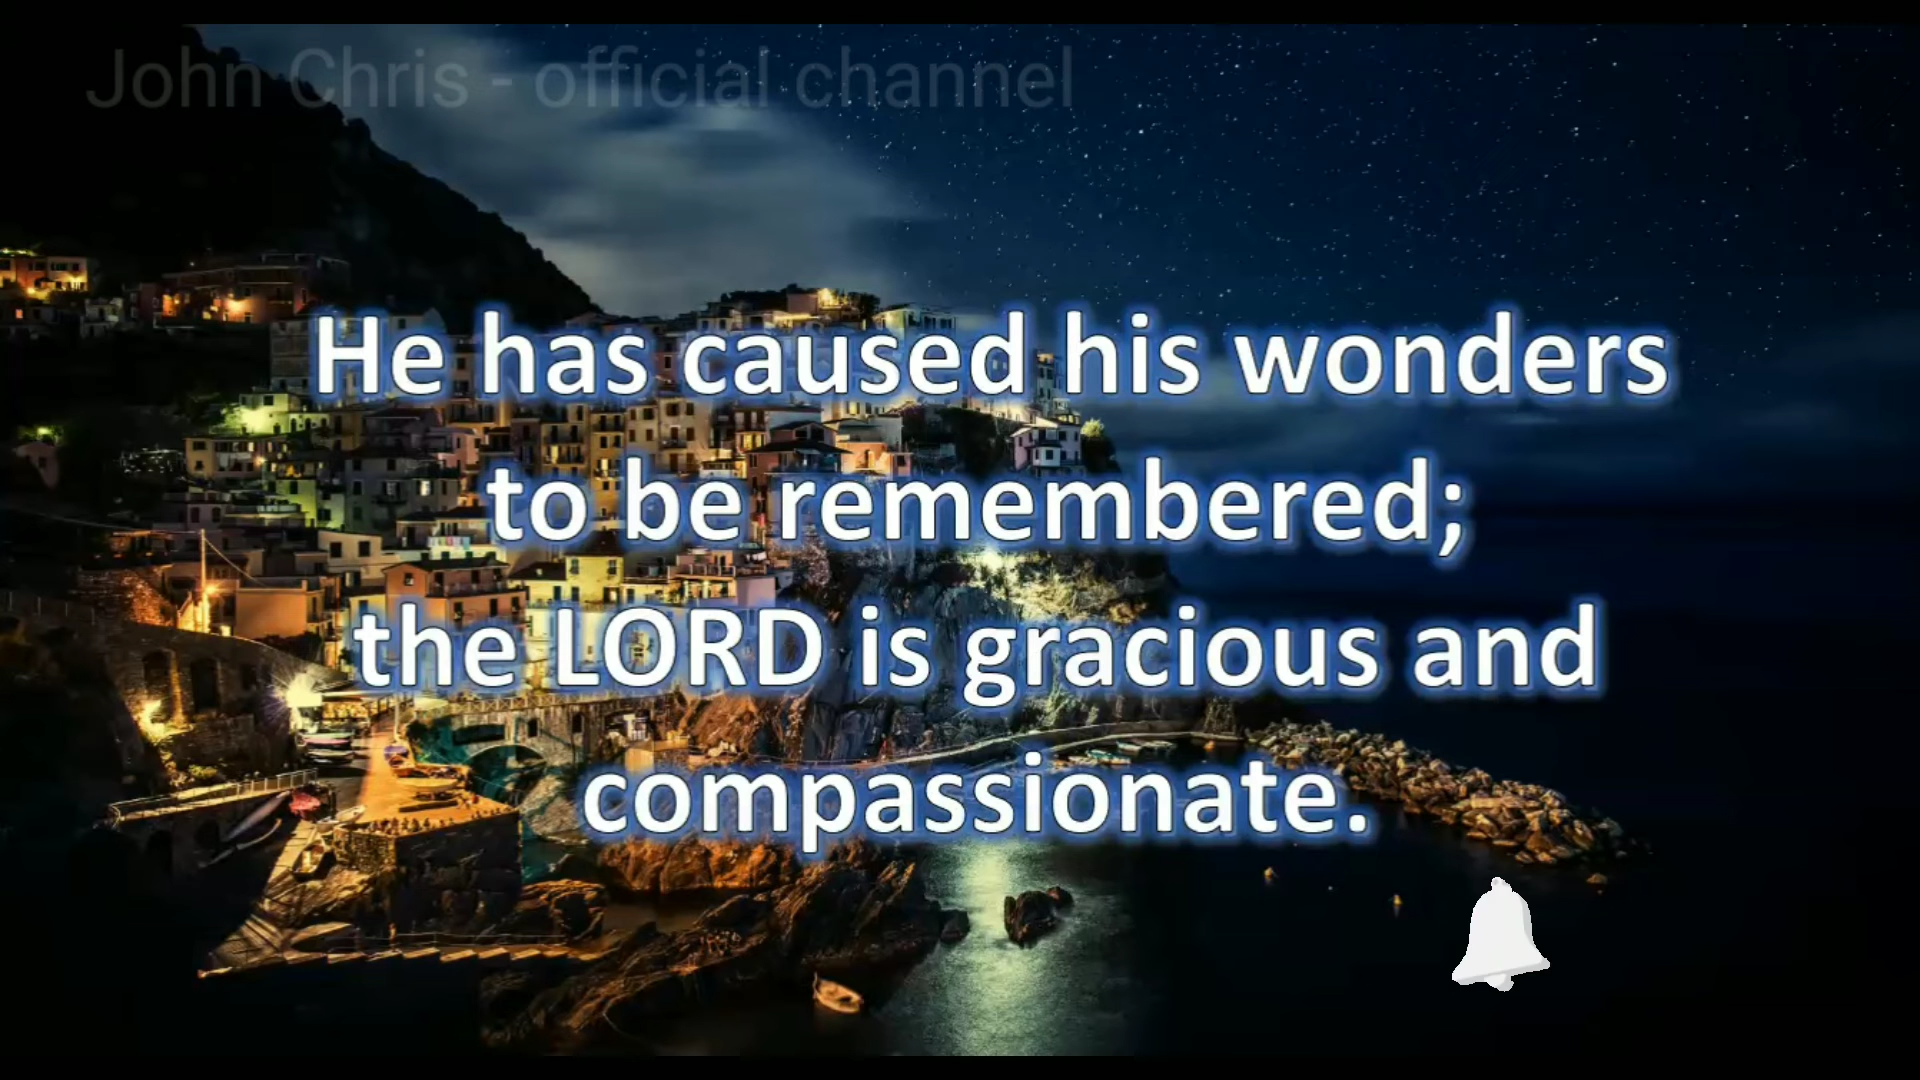 John Chris - official channel
He has caused his wonders
to be remembered;
the LORD is gracious and
compassionate.